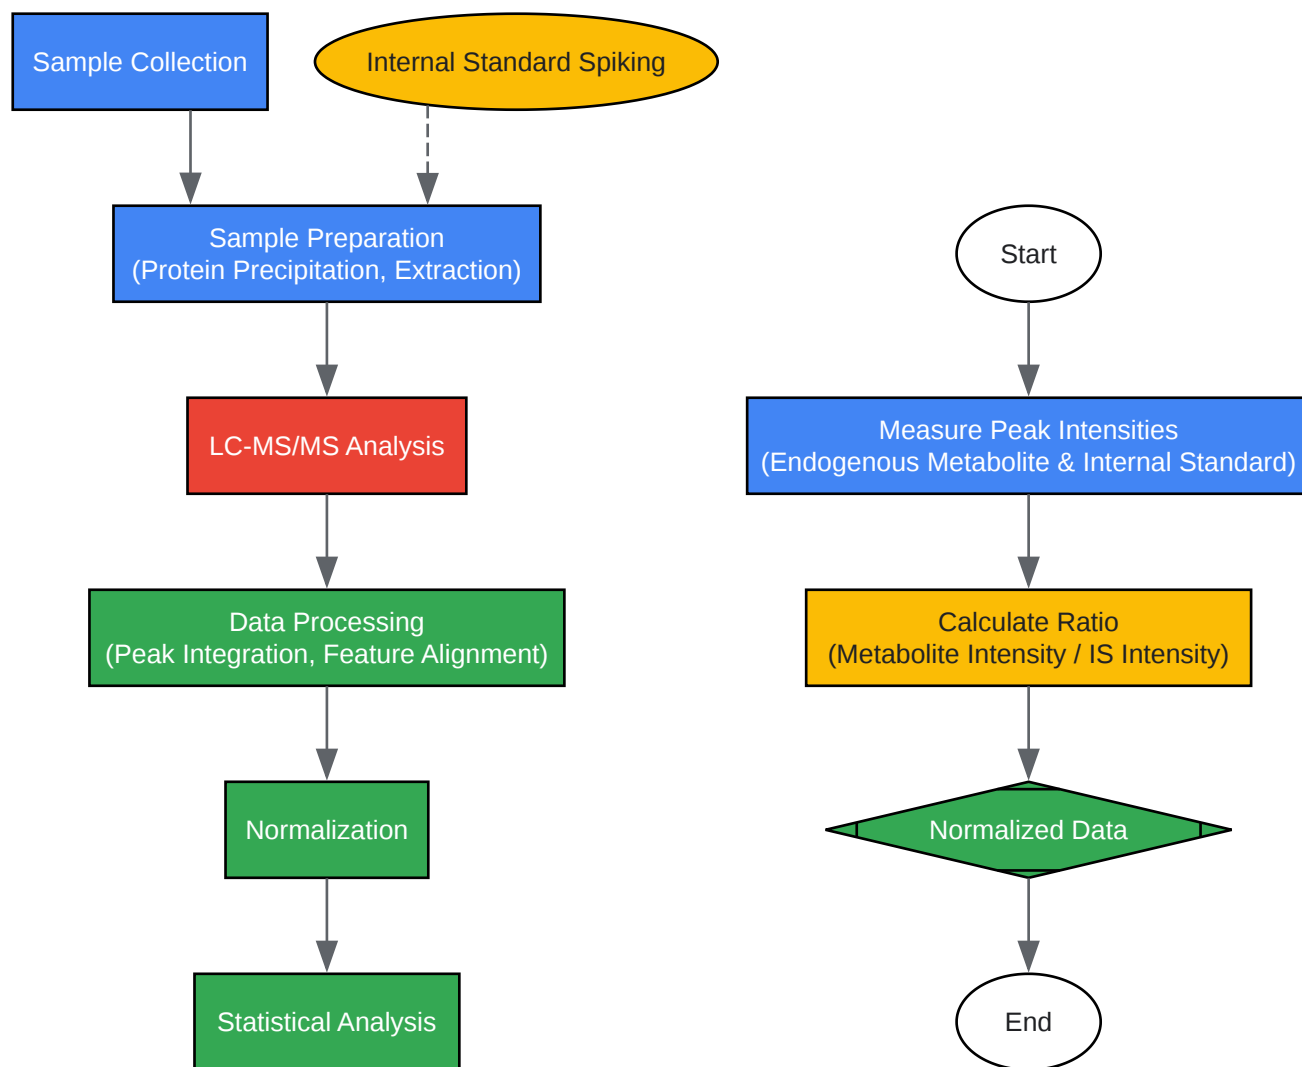 Sample Collection
Internal Standard Spiking
Sample Preparation
(Protein Precipitation, Extraction)
LC-MS/MS Analysis
Data Processing
(Peak Integration, Feature Alignment)
Normalization
Statistical Analysis
Start
Measure Peak Intensities
(Endogenous Metabolite & Internal Standard)
Calculate Ratio
(Metabolite Intensity / IS Intensity)
Normalized Data
End